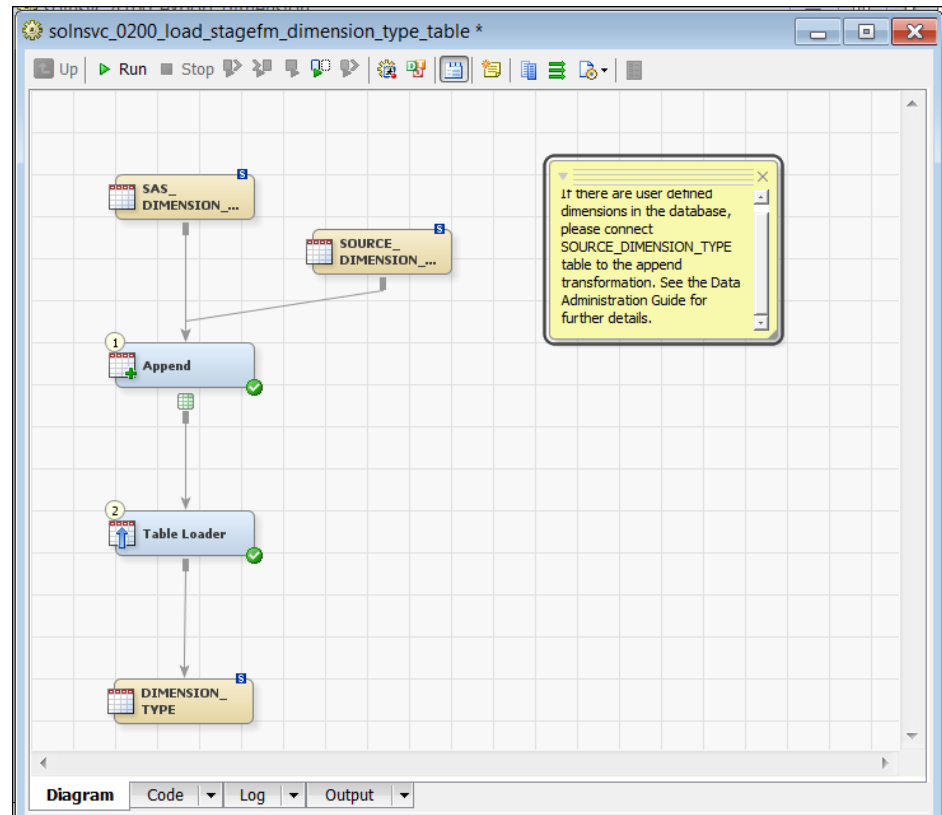 solnsvc_0200_load_stagefm_dimension_type_table *
Up Run Stop
S
SAS_
DIMENSION_...
S
SOURCE_
DIMENSION_...
If there are user defined
dimensions in the database,
please connect
SOURCE_DIMENSION_TYPE
table to the append
transformation. See the Data
Administration Guide for
further details.
1
Append
2
Table Loader
S
DIMENSION_
TYPE
Diagram Code Log Output